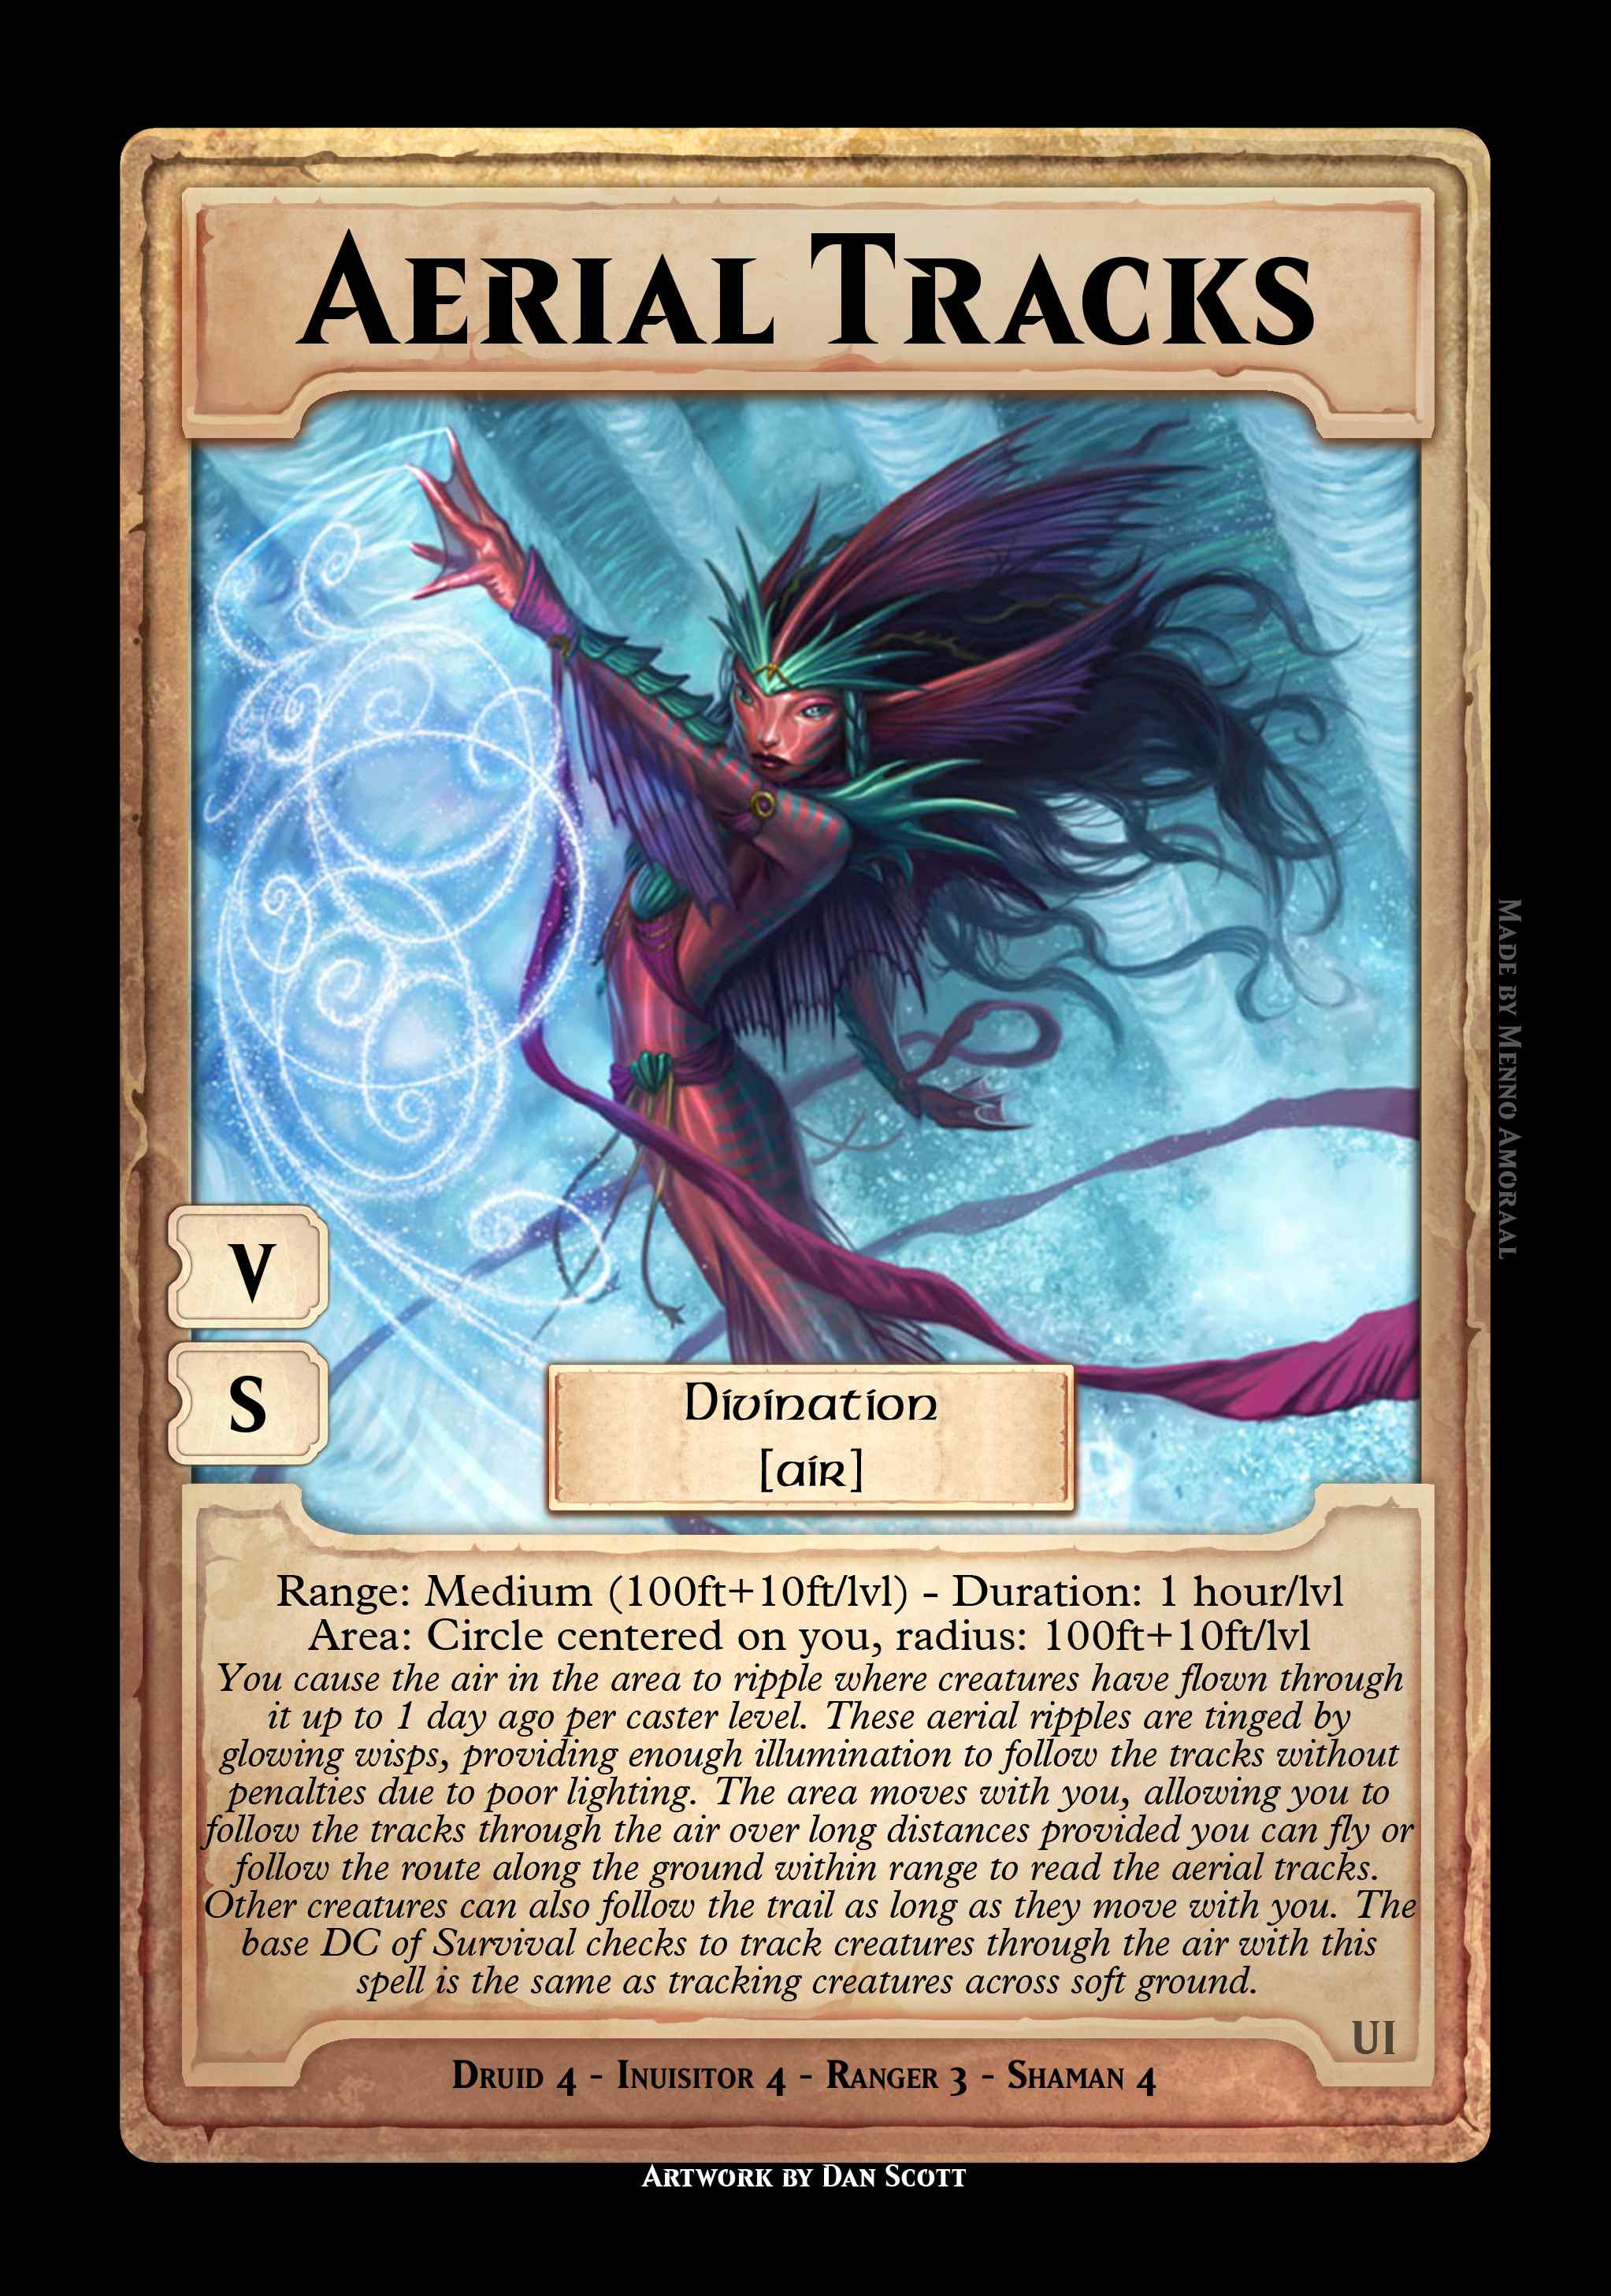 Aerial Tracks
Made by Menno Amoraal
V
S
Divination
[air]
Range: Medium (100ft+10ft/lvl) - Duration: 1 hour/lvl
Area: Circle centered on you, radius: 100ft+10ft/lvl
You cause the air in the area to ripple where creatures have flown through
it up to 1 day ago per caster level. These aerial ripples are tinged by
glowing wisps, providing enough illumination to follow the tracks without
penalties due to poor lighting. The area moves with you, allowing you to
follow the tracks through the air over long distances provided you can fly or
follow the route along the ground within range to read the aerial tracks.
Other creatures can also follow the trail as long as they move with you. The
base DC of Survival checks to track creatures through the air with this
spell is the same as tracking creatures across soft ground.
UI
Druid 4 - Inuisitor 4 - Ranger 3 - Shaman 4
Artwork by Dan Scott